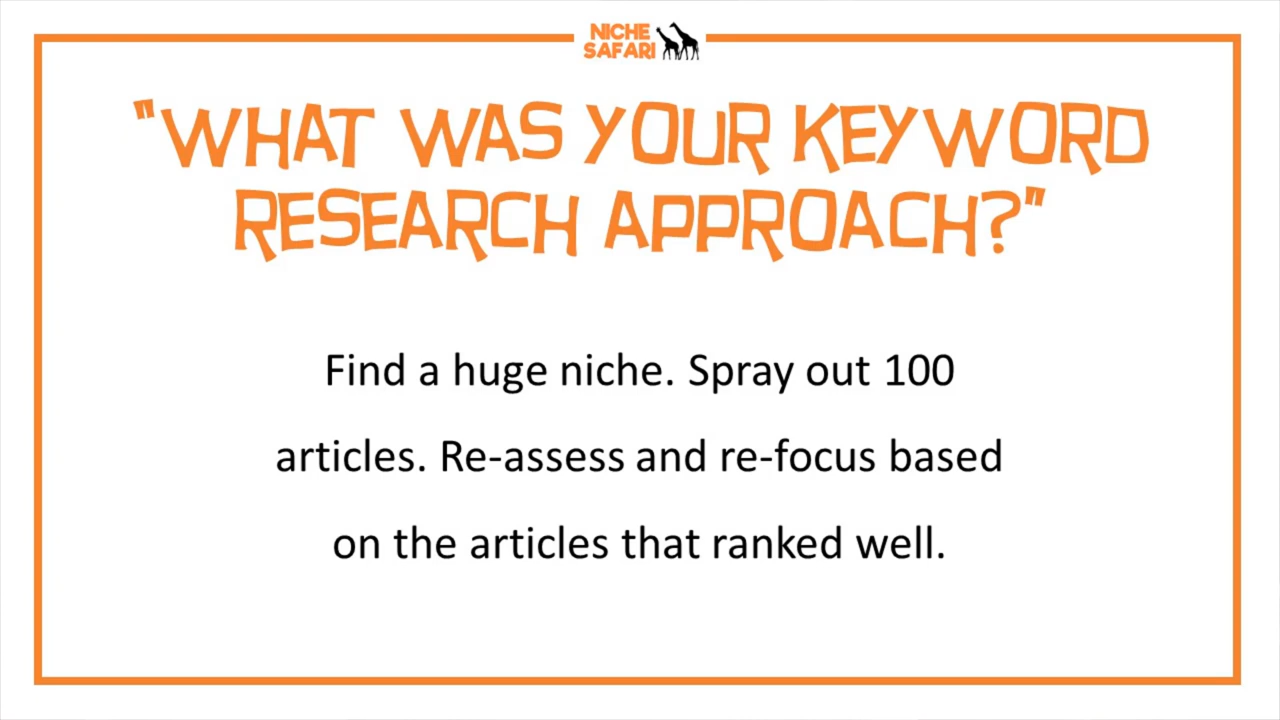 NICHE
SAFARI
"WHAT WAS YOUR KEYWORD
RESEARCH APPROACH?"
Find a huge niche. Spray out 100
articles. Re-assess and re-focus based
on the articles that ranked well.